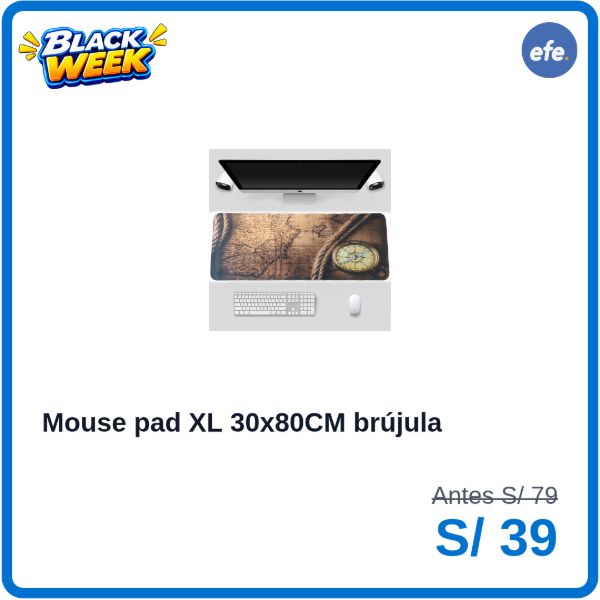 BLACK
WEEK
efe.
Mouse pad XL 30x80CM brújula
Antes S/ 79
S/ 39